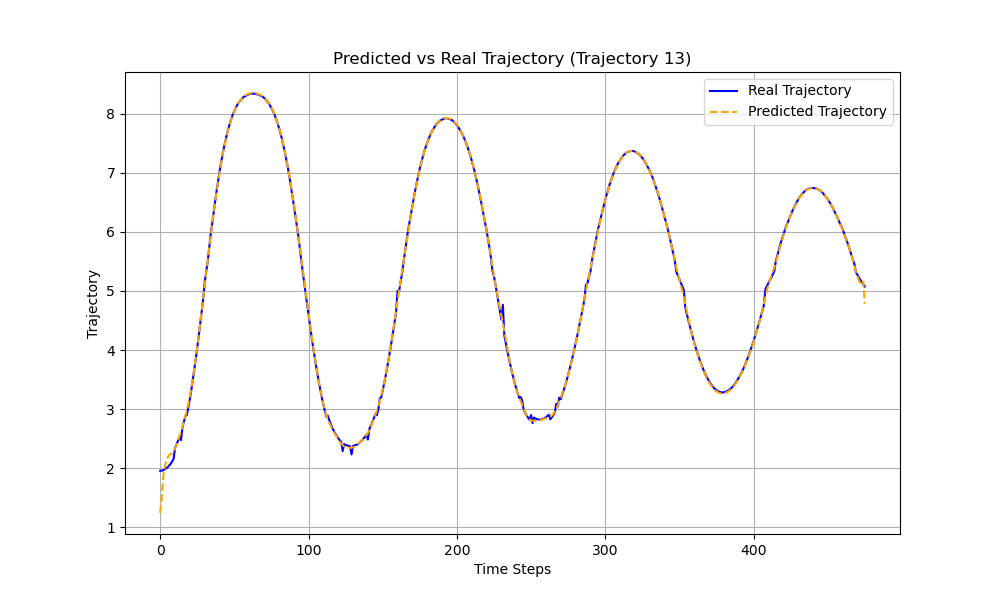 Predicted vs Real Trajectory (Trajectory 13)
Real Trajectory
Predicted Trajectory
8
7
6
5
4
3
2
1
Trajectory
0 100 200 300 400
Time Steps